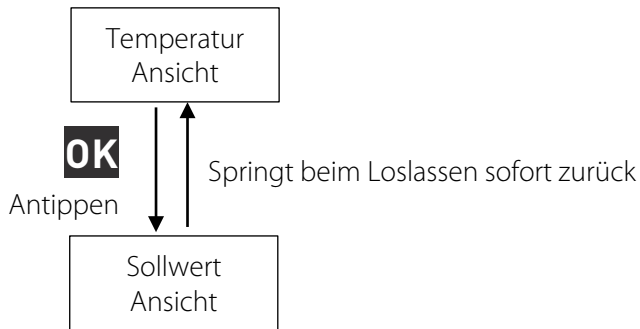 Temperatur
Ansicht
OK
Antippen
Springt beim Loslassen sofort zurück
Sollwert
Ansicht